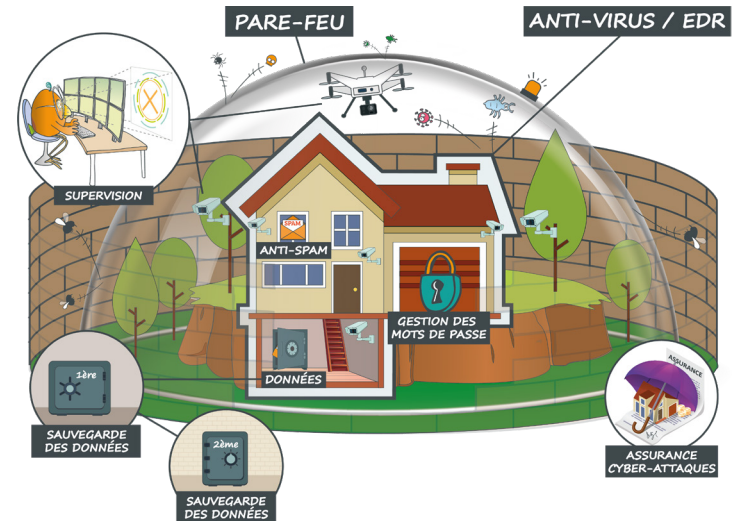 PARE-FEU
ANTI-VIRUS / EDR
SUPERVISION
SPAM
ANTI-SPAM
GESTION DES
MOTS DE PASSE
DONNÉES
1ère
SAUVEGARDE
DES DONNÉES
2ème
SAUVEGARDE
DES DONNÉES
ASSURANCE
ASSURANCE
CYBER-ATTAQUES